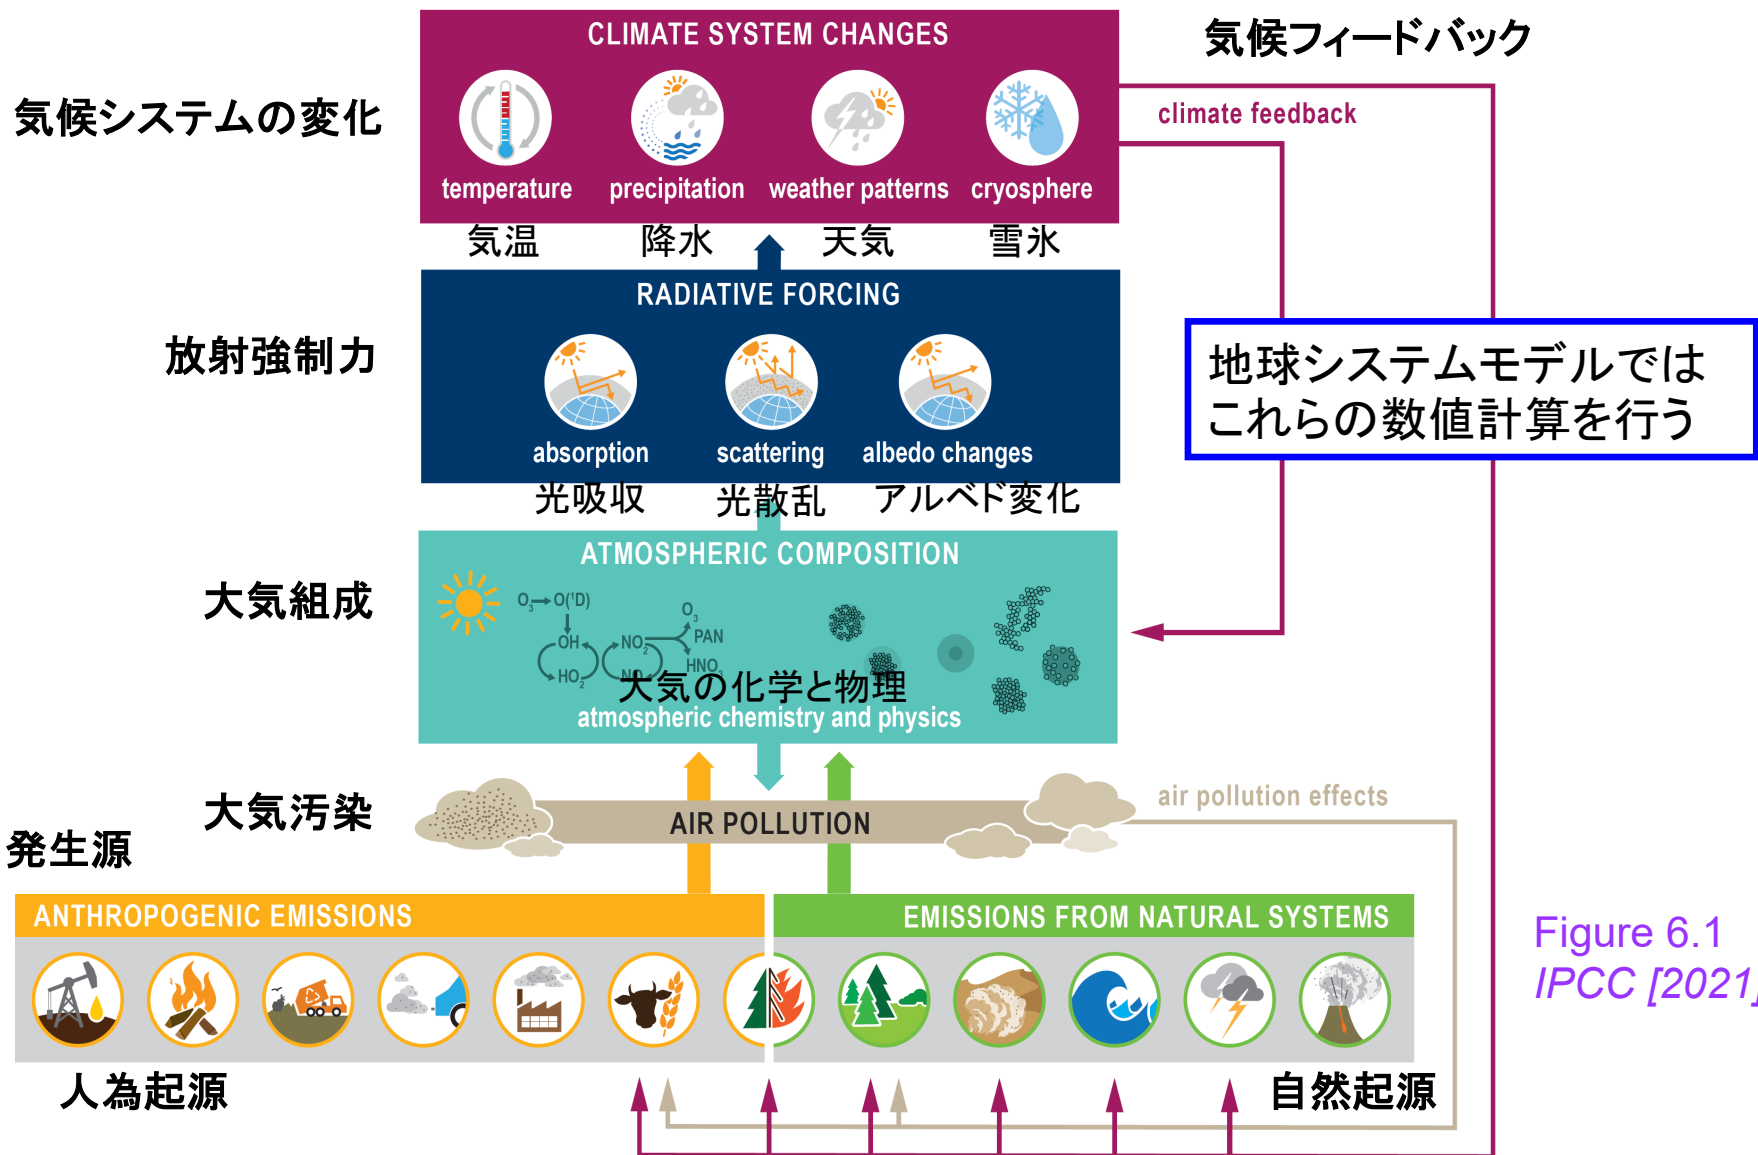 CLIMATE SYSTEM CHANGES
気候フィードバック
気候システムの変化
climate feedback
temperature
precipitation
weather patterns
cryosphere
気温
降水
天気
雪氷
RADIATIVE FORCING
放射強制力
地球システムモデルでは
これらの数値計算を行う
absorption
scattering
albedo changes
光吸収
光散乱
アルベド変化
ATMOSPHERIC COMPOSITION
大気組成
O3
O(¹D)
O3
OH
NO2
PAN
HO2
HNO
大気の化学と物理
atmospheric chemistry and physics
大気汚染
AIR POLLUTION
air pollution effects
発生源
ANTHROPOGENIC EMISSIONS
EMISSIONS FROM NATURAL SYSTEMS
Figure 6.1
IPCC [2021]
人為起源
自然起源